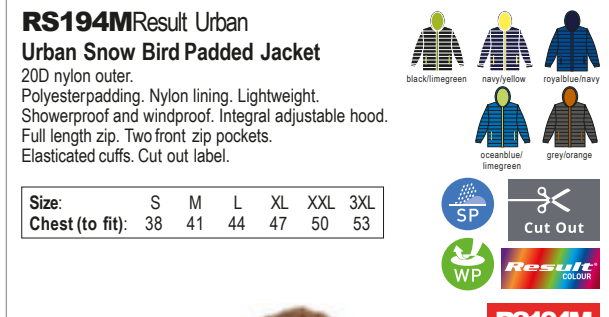 RS194MResult Urban
Urban Snow Bird Padded Jacket
20D nylon outer.
Polyesterpadding. Nylon lining. Lightweight.
Showerproof and windproof. Integral adjustable hood.
Full length zip. Two front zip pockets.
Elasticated cuffs. Cut out label.
Size: S M L XL XXL 3XL
Chest (to fit): 38 41 44 47 50 53
black/limegreen navy/yellow royalblue/navy
oceanblue/
limegreen
grey/orange
SP
Cut Out
WP
Result
COLOUR
RS194M